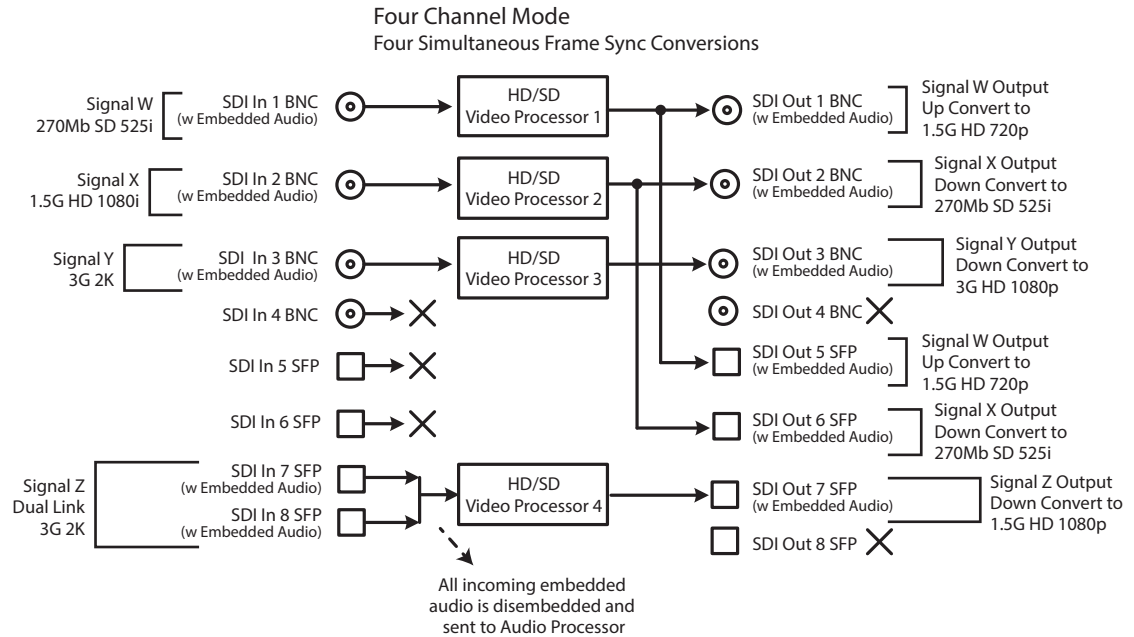 Four Channel Mode
Four Simultaneous Frame Sync Conversions
Signal W
270Mb SD 525i
SDI In 1 BNC
(w Embedded Audio)
HD/SD
Video Processor 1
SDI Out 1 BNC
(w Embedded Audio)
Signal W Output
Up Convert to
1.5G HD 720p
Signal X
1.5G HD 1080i
SDI In 2 BNC
(w Embedded Audio)
HD/SD
Video Processor 2
SDI Out 2 BNC
(w Embedded Audio)
Signal X Output
Down Convert to
270Mb SD 525i
Signal Y
3G 2K
SDI In 3 BNC
(w Embedded Audio)
HD/SD
Video Processor 3
SDI Out 3 BNC
(w Embedded Audio)
Signal Y Output
Down Convert to
3G HD 1080p
SDI In 4 BNC
SDI Out 4 BNC
SDI In 5 SFP
SDI Out 5 SFP
(w Embedded Audio)
Signal W Output
Up Convert to
1.5G HD 720p
SDI In 6 SFP
SDI Out 6 SFP
(w Embedded Audio)
Signal X Output
Down Convert to
270Mb SD 525i
Signal Z
Dual Link
3G 2K
SDI In 7 SFP
(w Embedded Audio)
SDI In 8 SFP
(w Embedded Audio)
HD/SD
Video Processor 4
SDI Out 7 SFP
(w Embedded Audio)
Signal Z Output
Down Convert to
1.5G HD 1080p
SDI Out 8 SFP
All incoming embedded
audio is disembedded and
sent to Audio Processor